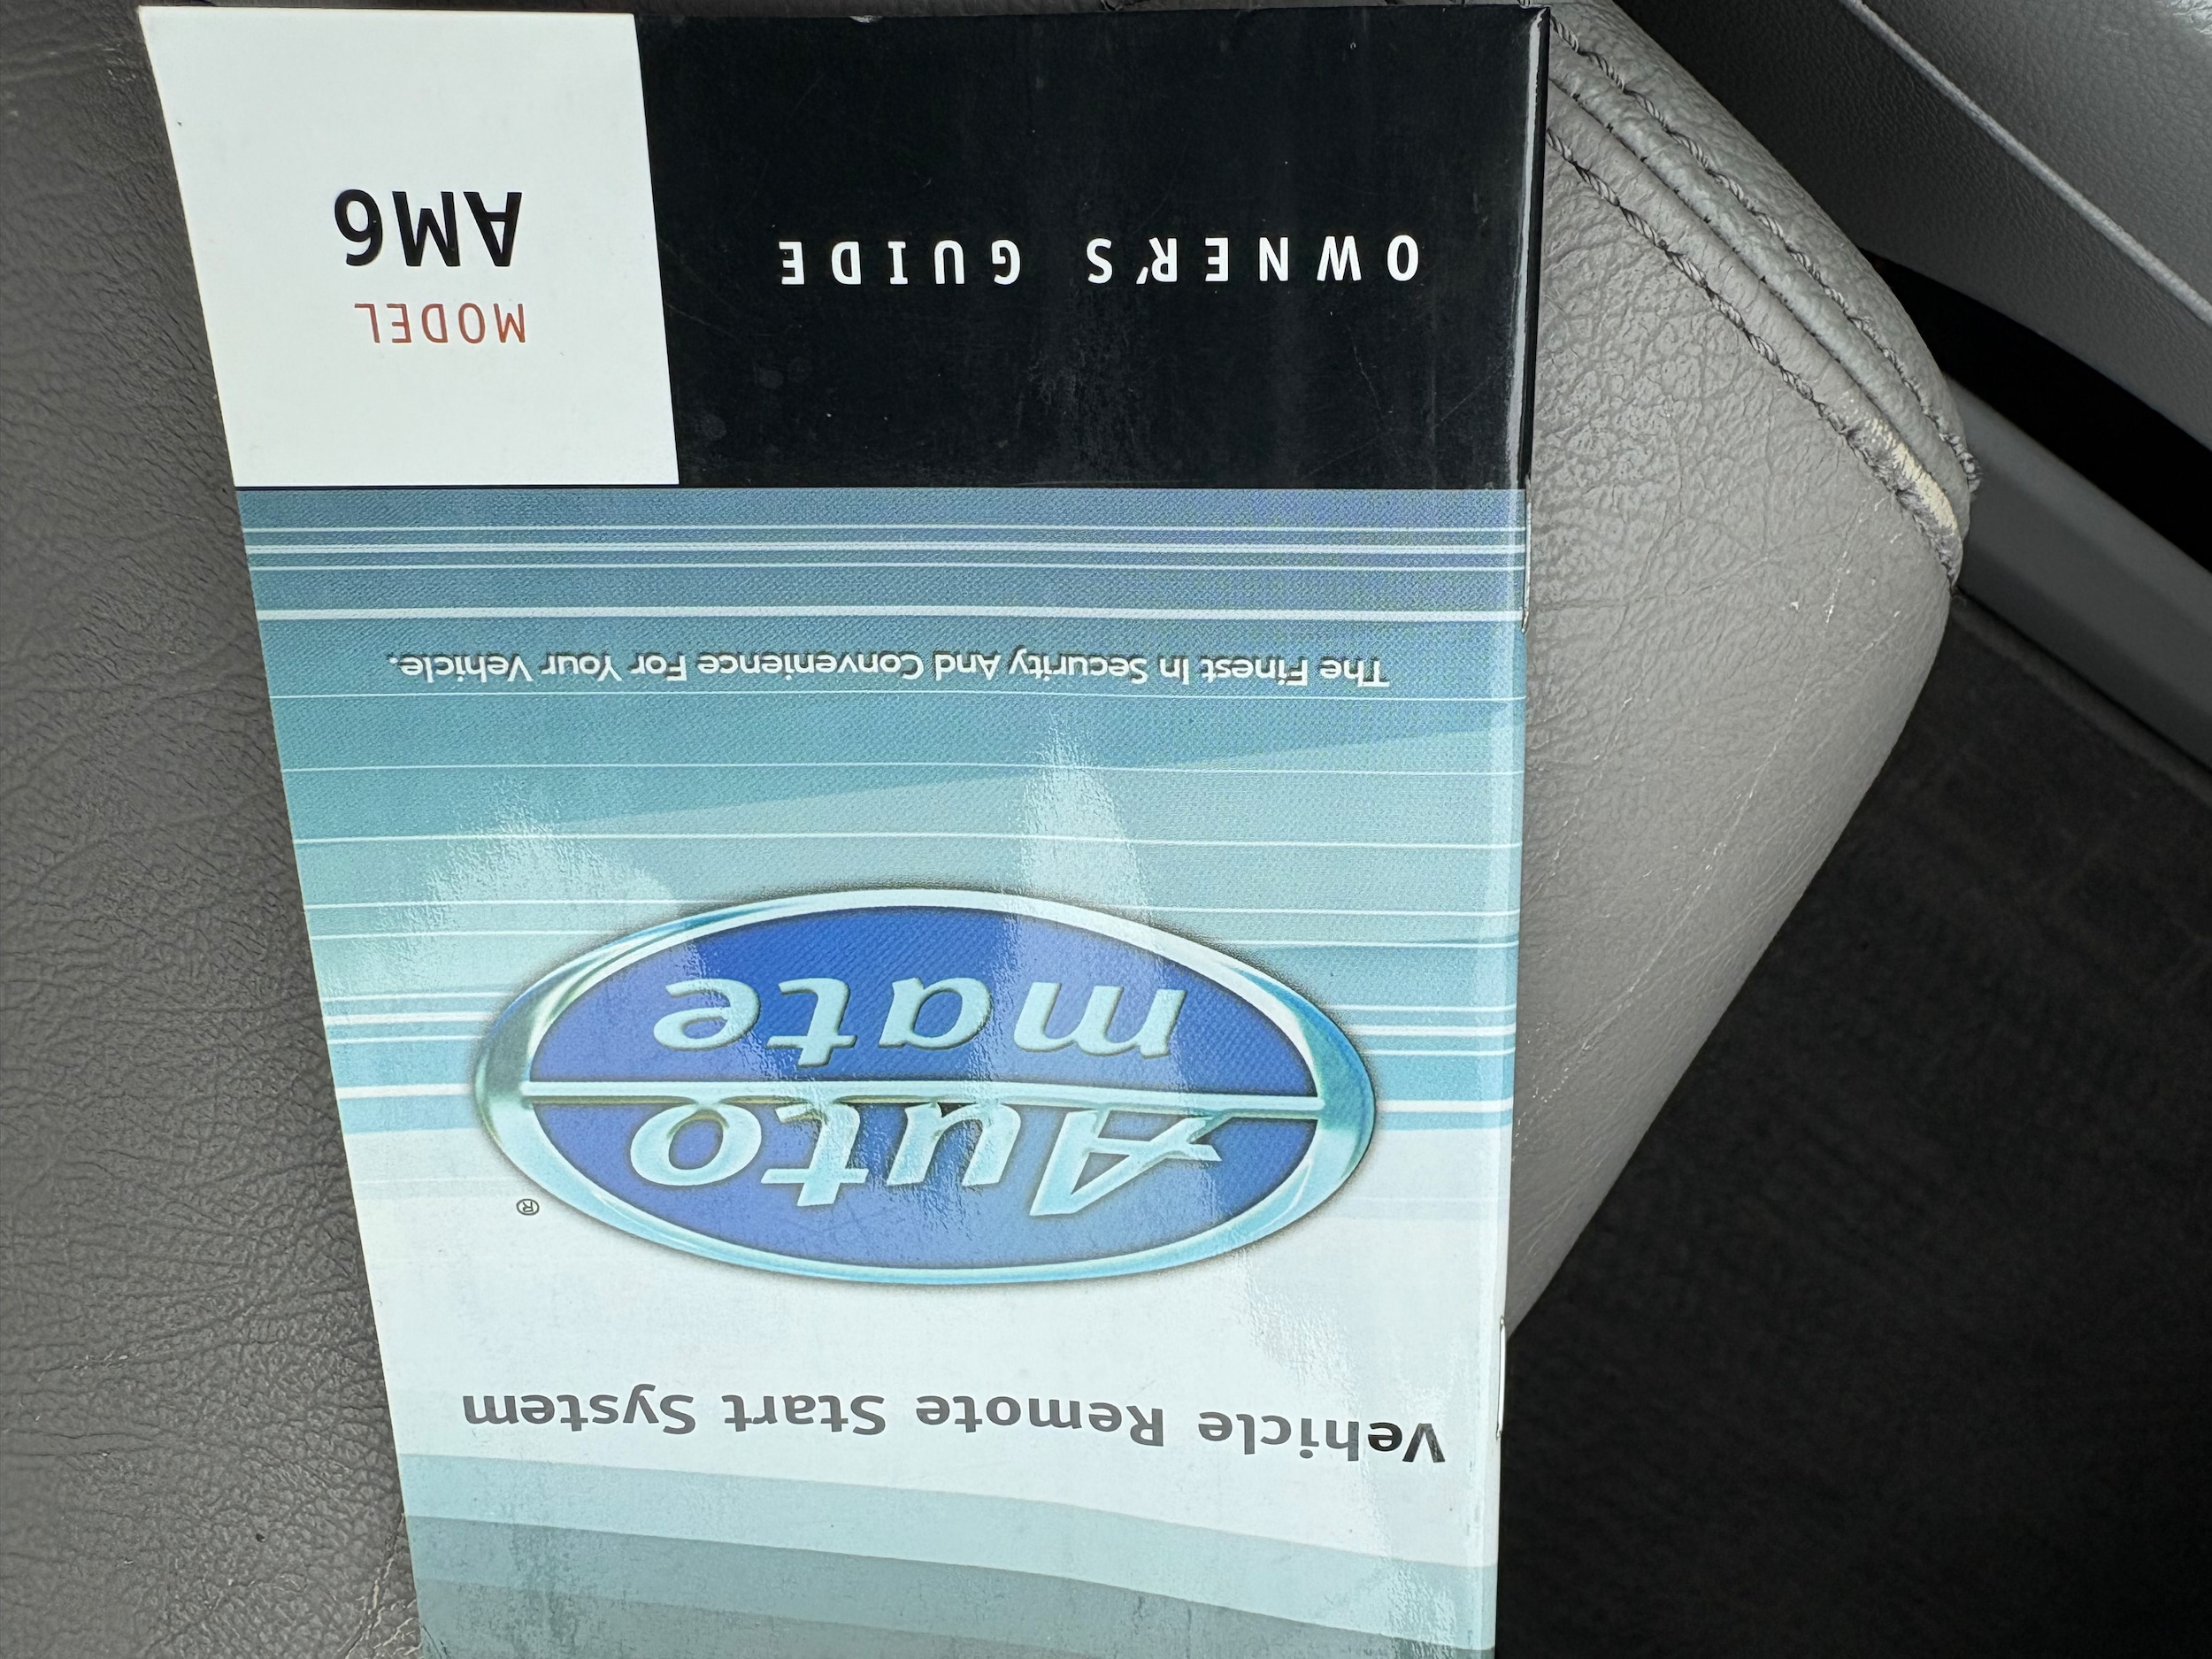 Vehicle Remote Start System
Auto
mate
®
The Finest In Security And Convenience For Your Vehicle.
OWNER'S GUIDE
MODEL
AM6